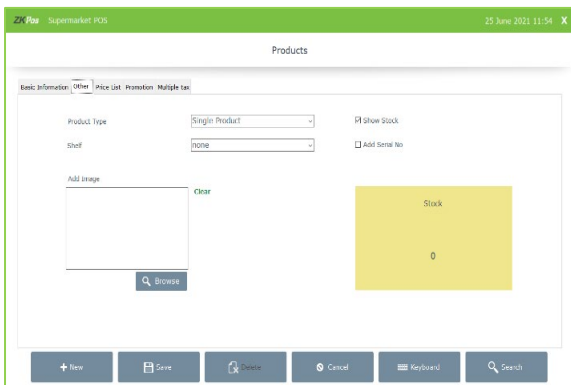 ZKPos Supermarket POS 25 June 2021 11:54 X
Products
Basic Information Other Price List Promotion Multiple tax
Product Type Single Product Show Stock
Shelf none Add Serial No
Add Image
Clear
Stock
0
Browse
New Save Delete Cancel Keyboard Search